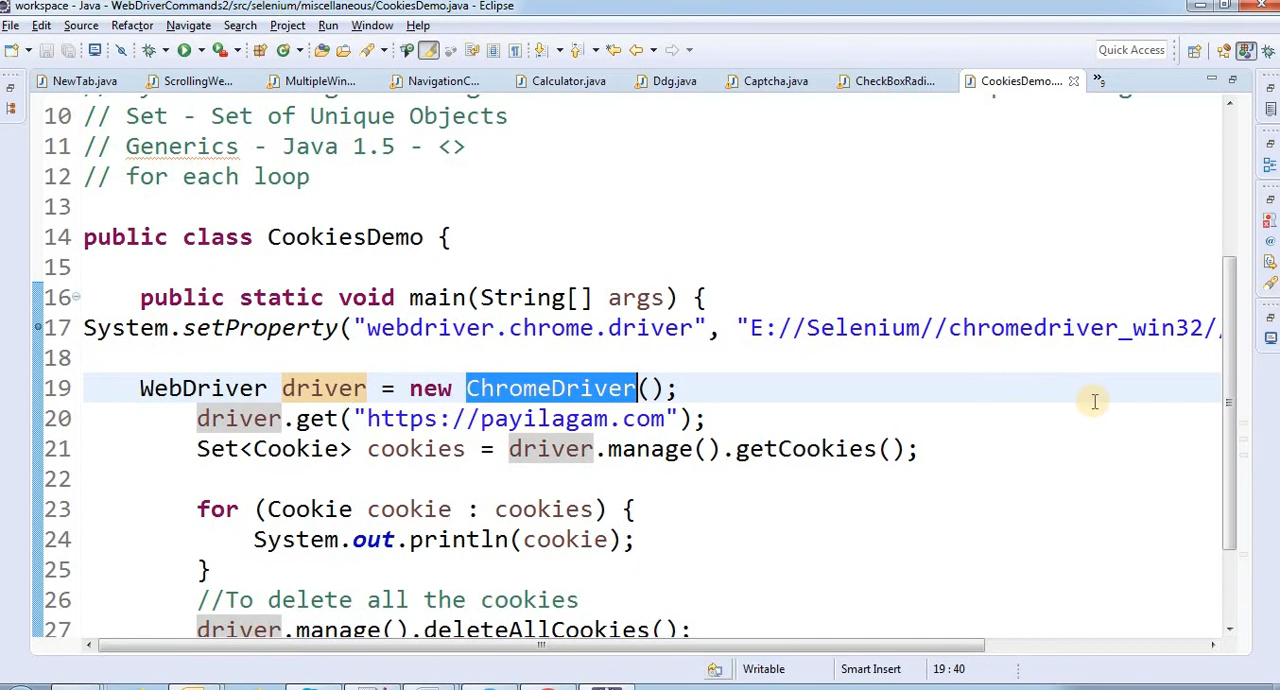 workspace - Java - WebDriverCommands2/src/selenium/miscellaneous/CookiesDemo.java - Eclipse
File Edit Source Refactor Navigate Search Project Run Window Help
Quick Access
NewTab.java ScrollingWe... MultipleWin... NavigationC... Calculator.java Ddg.java Captcha.java CheckBoxRadi... CookiesDemo.... »9
10 // Set - Set of Unique Objects
11 // Generics - Java 1.5 - <>
12 // for each loop
13
14 public class CookiesDemo {
15
16 public static void main(String[] args) {
17 System.setProperty("webdriver.chrome.driver", "E://Selenium//chromedriver_win32/
18
19 WebDriver driver = new ChromeDriver();
20 driver.get("https://payilagam.com");
21 Set<Cookie> cookies = driver.manage().getCookies();
22
23 for (Cookie cookie : cookies) {
24 System.out.println(cookie);
25 }
26 //To delete all the cookies
27 driver.manage().deleteAllCookies();
Writable Smart Insert 19 : 40